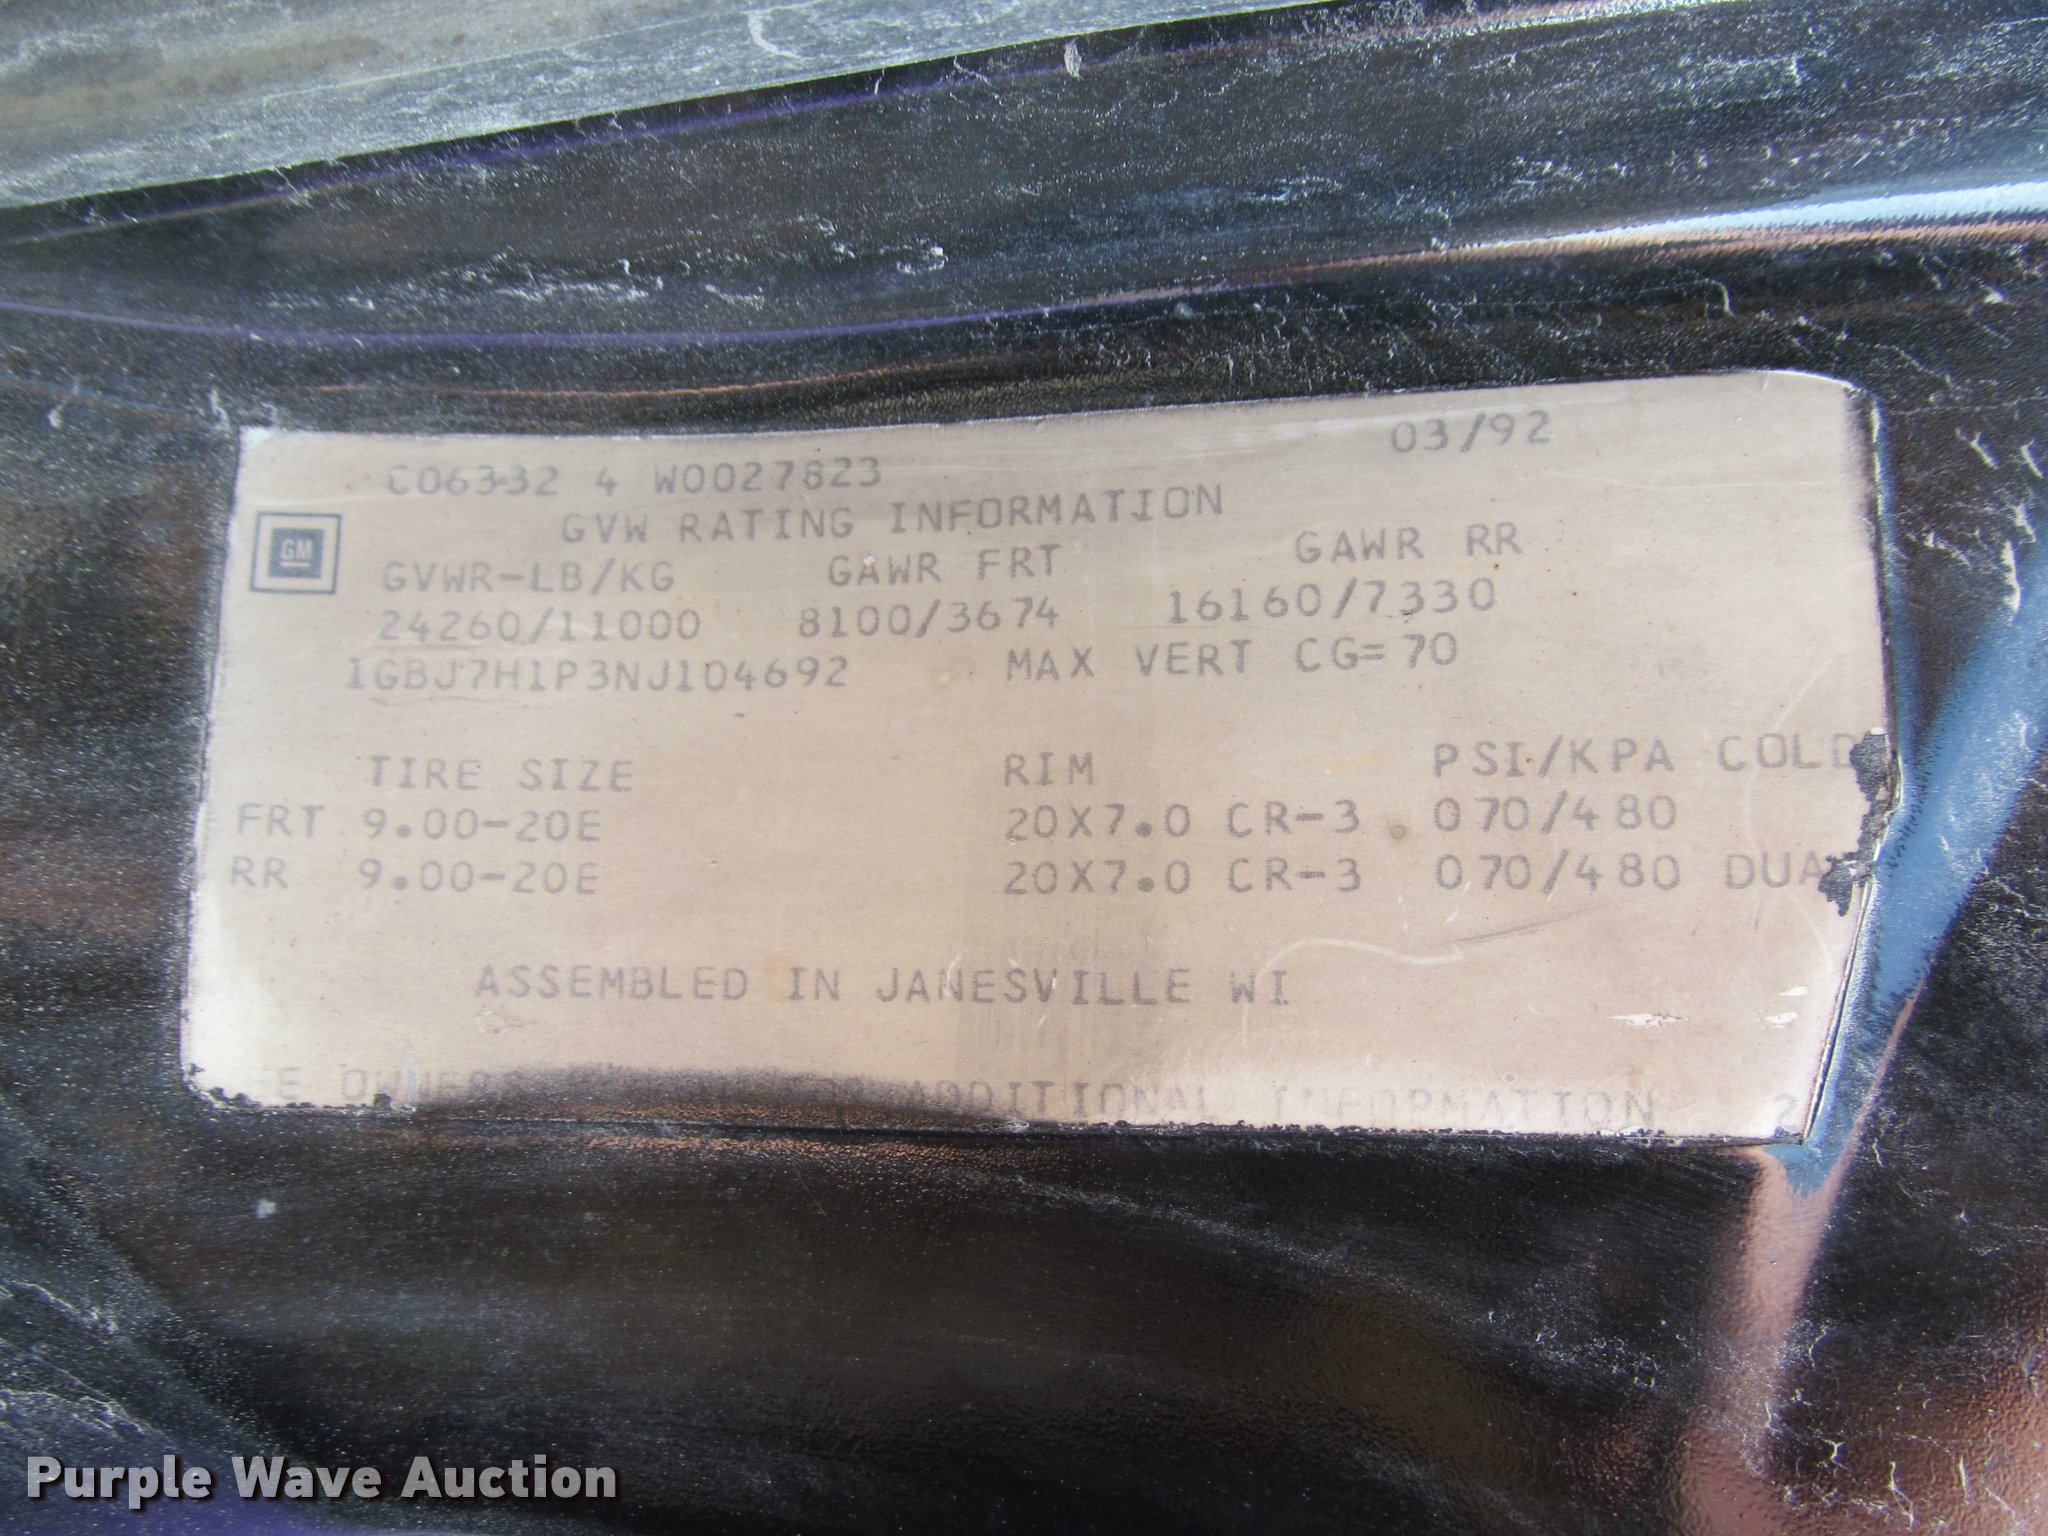 03/92
C06332 4 W0027823
GVW RATING INFORMATION
GM
GVWR-LB/KG GAWR FRT GAWR RR
24260/11000 8100/3674 16160/7330
1GBJ7H1P3NJ104692 MAX VERT CG=70
TIRE SIZE RIM PSI/KPA COLD
FRT 9.00-20E 20X7.0 CR-3 070/480
RR 9.00-20E 20X7.0 CR-3 070/480 DUA
ASSEMBLED IN JANESVILLE WI
ADDITIONAL INFORMATION 2
Purple Wave Auction